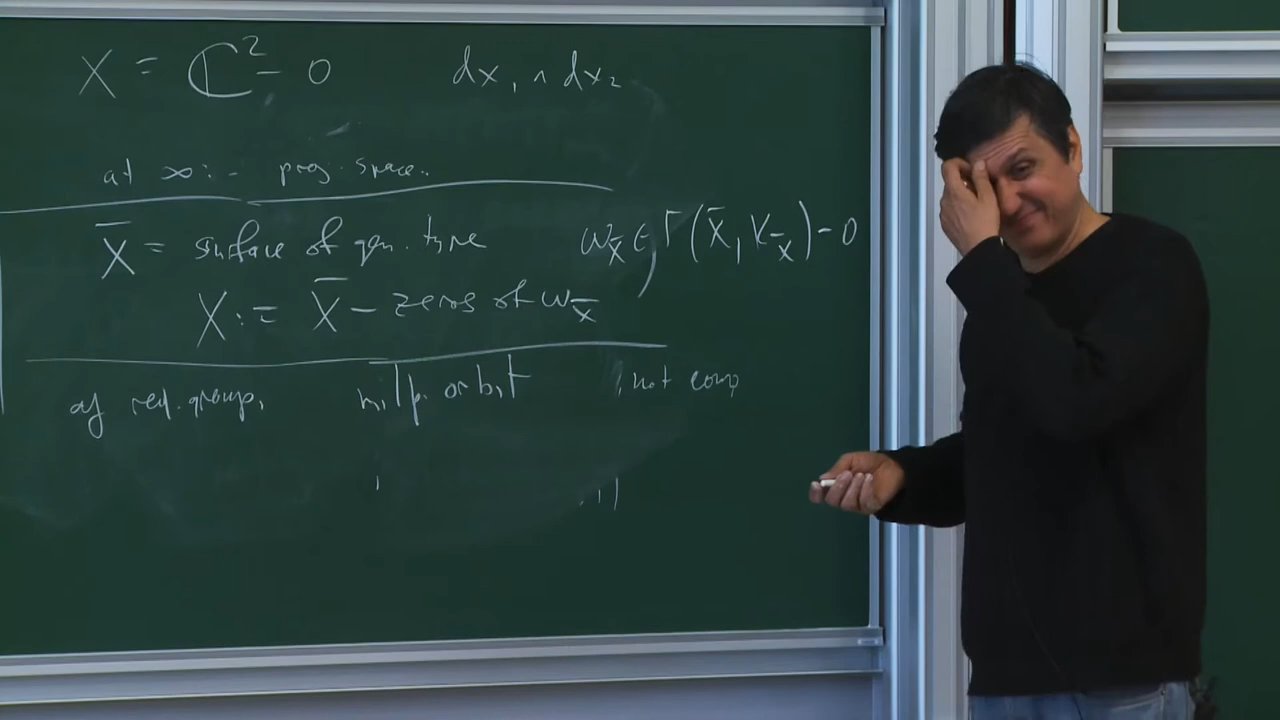 X = ℂ² - 0 dx₁ ∧ dx₂
at ∞ :- proj. space.
X̄ = surface of gen. type ω_X̄ ∈ Γ(X̄, K_X̄) - 0
X := X̄ - zeros of ω_X̄
red. group, nilp. orbit , not comp